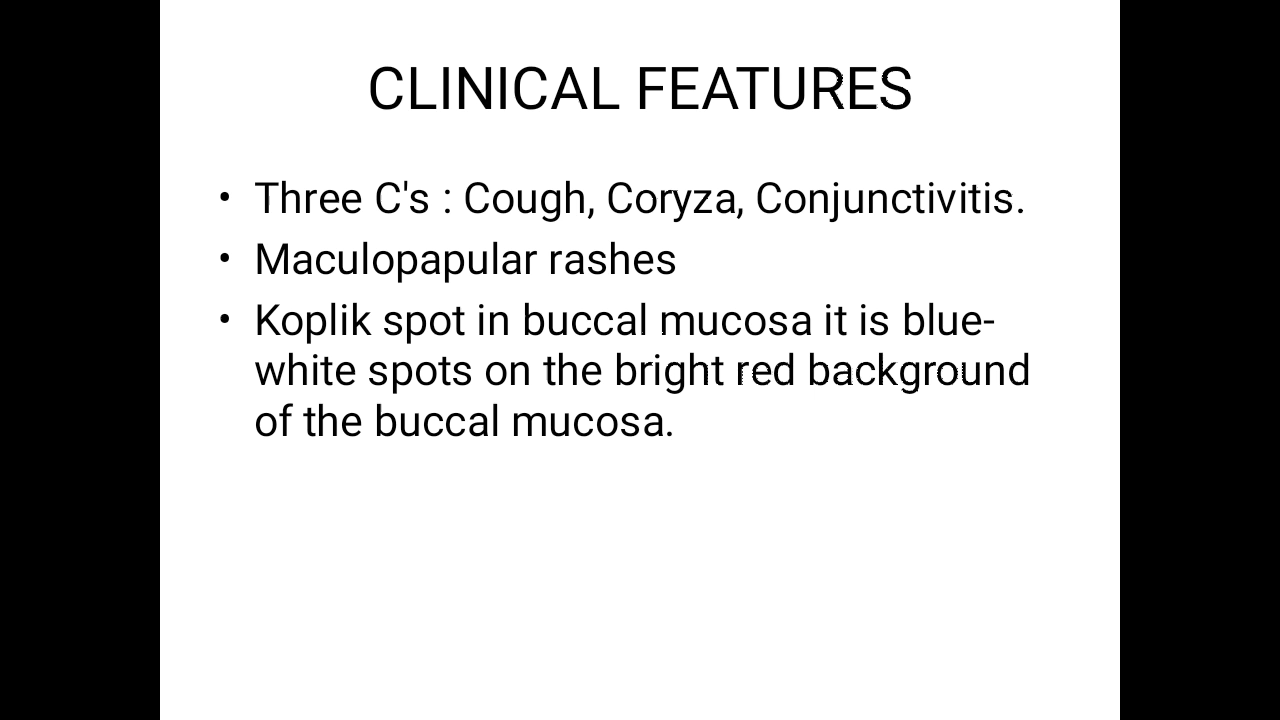 CLINICAL FEATURES
• Three C's : Cough, Coryza, Conjunctivitis.
• Maculopapular rashes
• Koplik spot in buccal mucosa it is blue-
white spots on the bright red background
of the buccal mucosa.